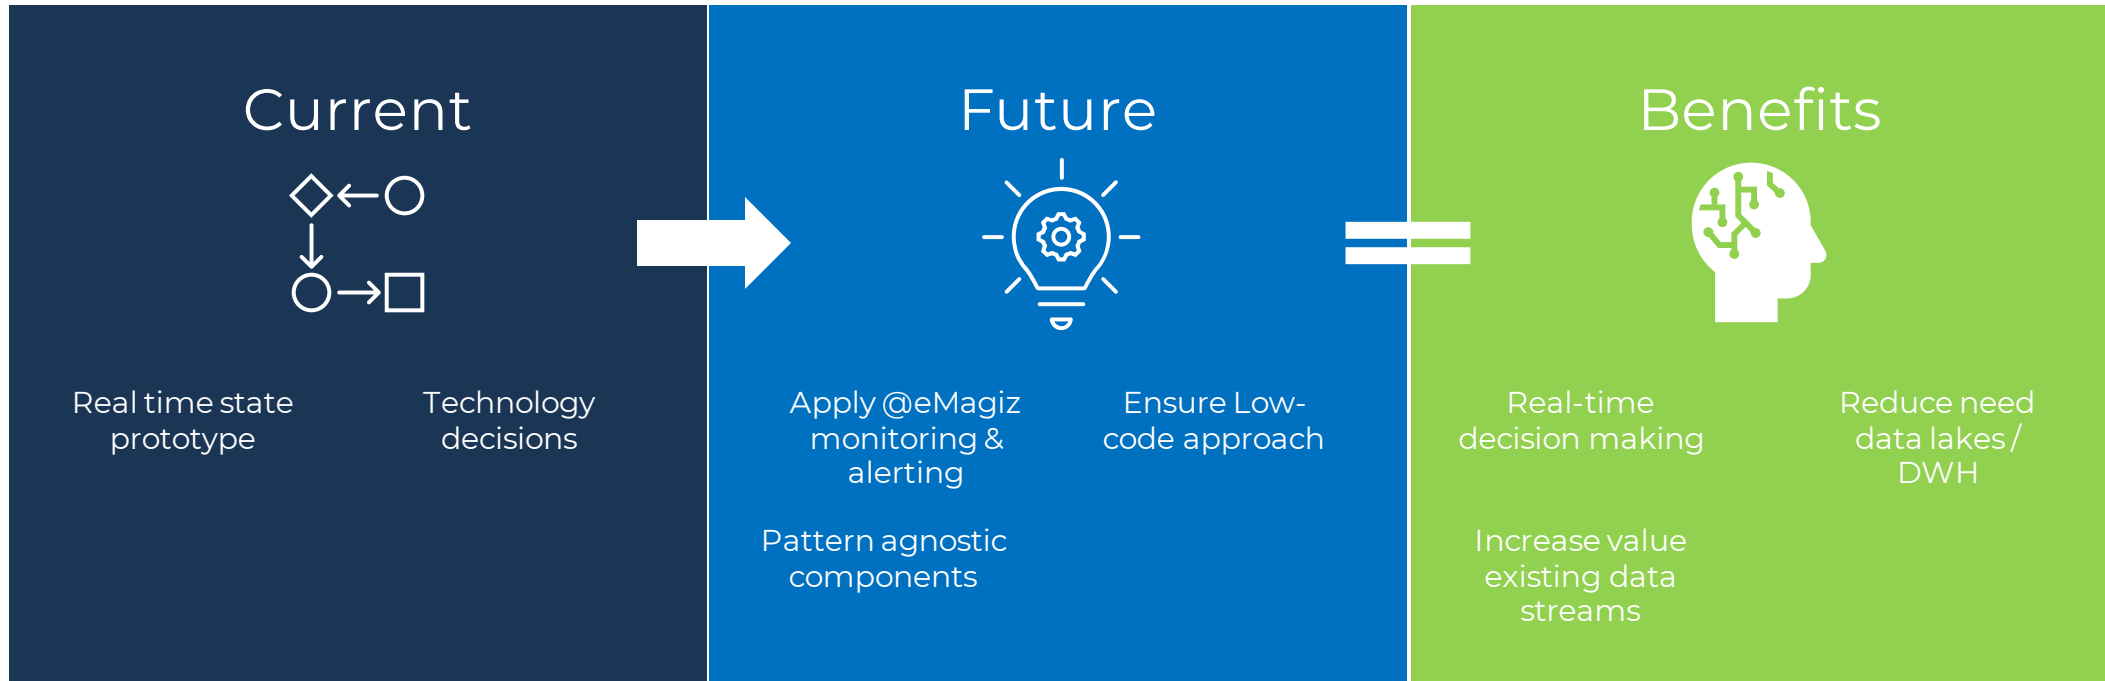 Current
Real time state
prototype
Technology
decisions
Future
Apply @eMagiz
monitoring &
alerting
Ensure Low-
code approach
Pattern agnostic
components
Benefits
Real-time
decision making
Reduce need
data lakes /
DWH
Increase value
existing data
streams